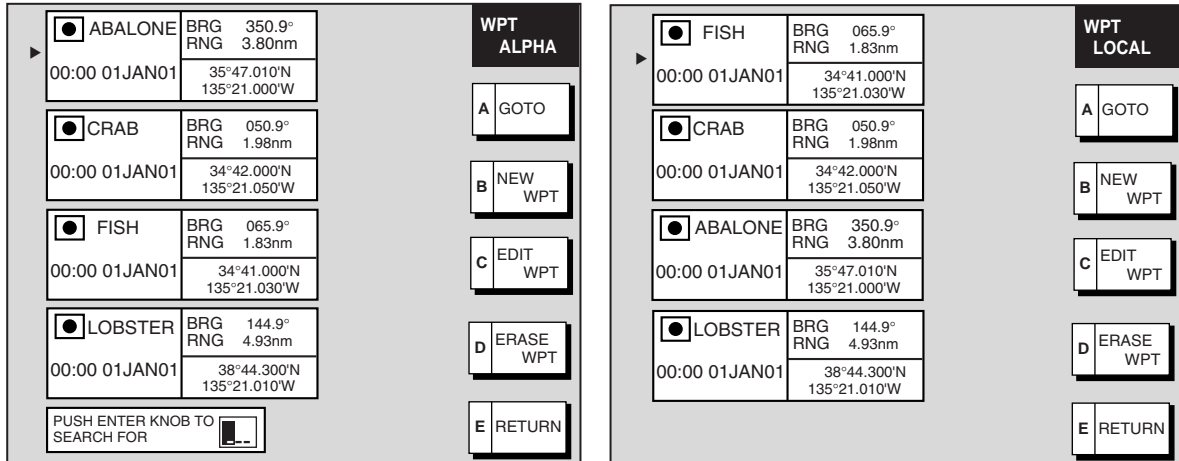 ABALONE BRG 350.9°
RNG 3.80nm
00:00 01JAN01 35°47.010'N
135°21.000'W
CRAB BRG 050.9°
RNG 1.98nm
00:00 01JAN01 34°42.000'N
135°21.050'W
FISH BRG 065.9°
RNG 1.83nm
00:00 01JAN01 34°41.000'N
135°21.030'W
LOBSTER BRG 144.9°
RNG 4.93nm
00:00 01JAN01 38°44.300'N
135°21.010'W
PUSH ENTER KNOB TO
SEARCH FOR
WPT
ALPHA
A GOTO
B NEW
WPT
C EDIT
WPT
D ERASE
WPT
E RETURN
FISH BRG 065.9°
RNG 1.83nm
00:00 01JAN01 34°41.000'N
135°21.030'W
CRAB BRG 050.9°
RNG 1.98nm
00:00 01JAN01 34°42.000'N
135°21.050'W
ABALONE BRG 350.9°
RNG 3.80nm
00:00 01JAN01 35°47.010'N
135°21.000'W
LOBSTER BRG 144.9°
RNG 4.93nm
00:00 01JAN01 38°44.300'N
135°21.010'W
WPT
LOCAL
A GOTO
B NEW
WPT
C EDIT
WPT
D ERASE
WPT
E RETURN